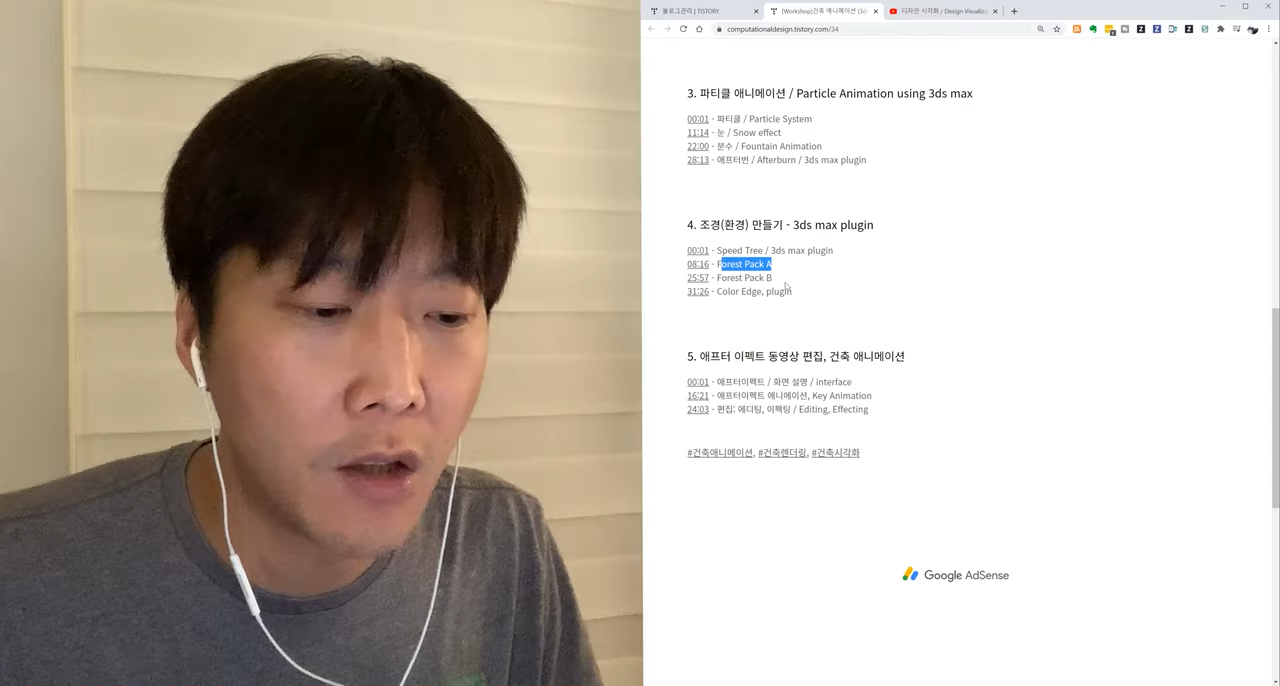 블로그관리 | TISTORY
[Workshop]건축 애니메이션 (3d
디자인 시각화 / Design Visualiz
computationaldesign.tistory.com/34
3. 파티클 애니메이션 / Particle Animation using 3ds max
00:01 - 파티클 / Particle System
11:14 - 눈 / Snow effect
22:00 - 분수 / Fountain Animation
28:13 - 애프터번 / Afterburn / 3ds max plugin
4. 조경(환경) 만들기 - 3ds max plugin
00:01 - Speed Tree / 3ds max plugin
08:16 - Forest Pack A
25:57 - Forest Pack B
31:26 - Color Edge, plugin
5. 애프터 이펙트 동영상 편집, 건축 애니메이션
00:01 - 애프터이펙트 / 화면 설명 / interface
16:21 - 애프터이펙트 애니메이션, Key Animation
24:03 - 편집: 에디팅, 이펙팅 / Editing, Effecting
#건축애니메이션, #건축렌더링, #건축시각화
Google AdSense